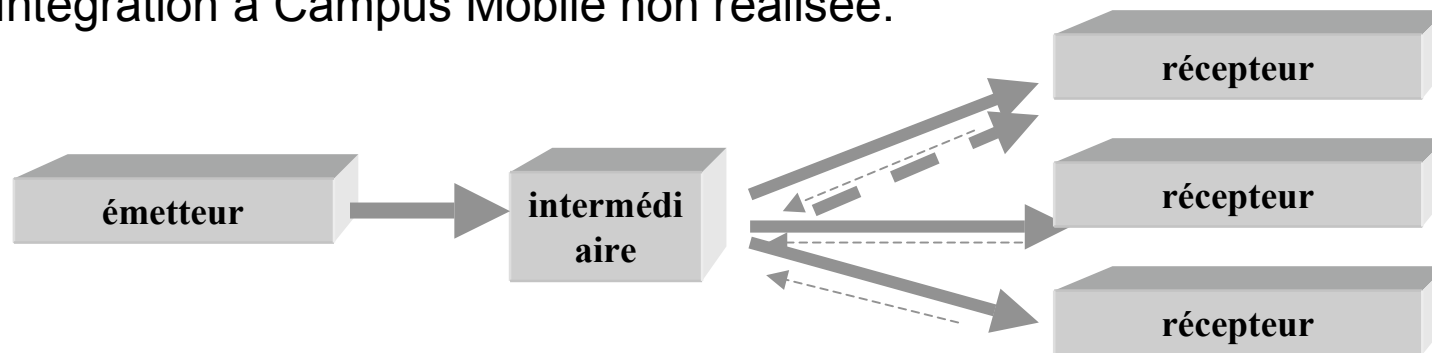 intégration à Campus Mobile non réalisée.
récepteur
émetteur
intermédi
aire
récepteur
récepteur